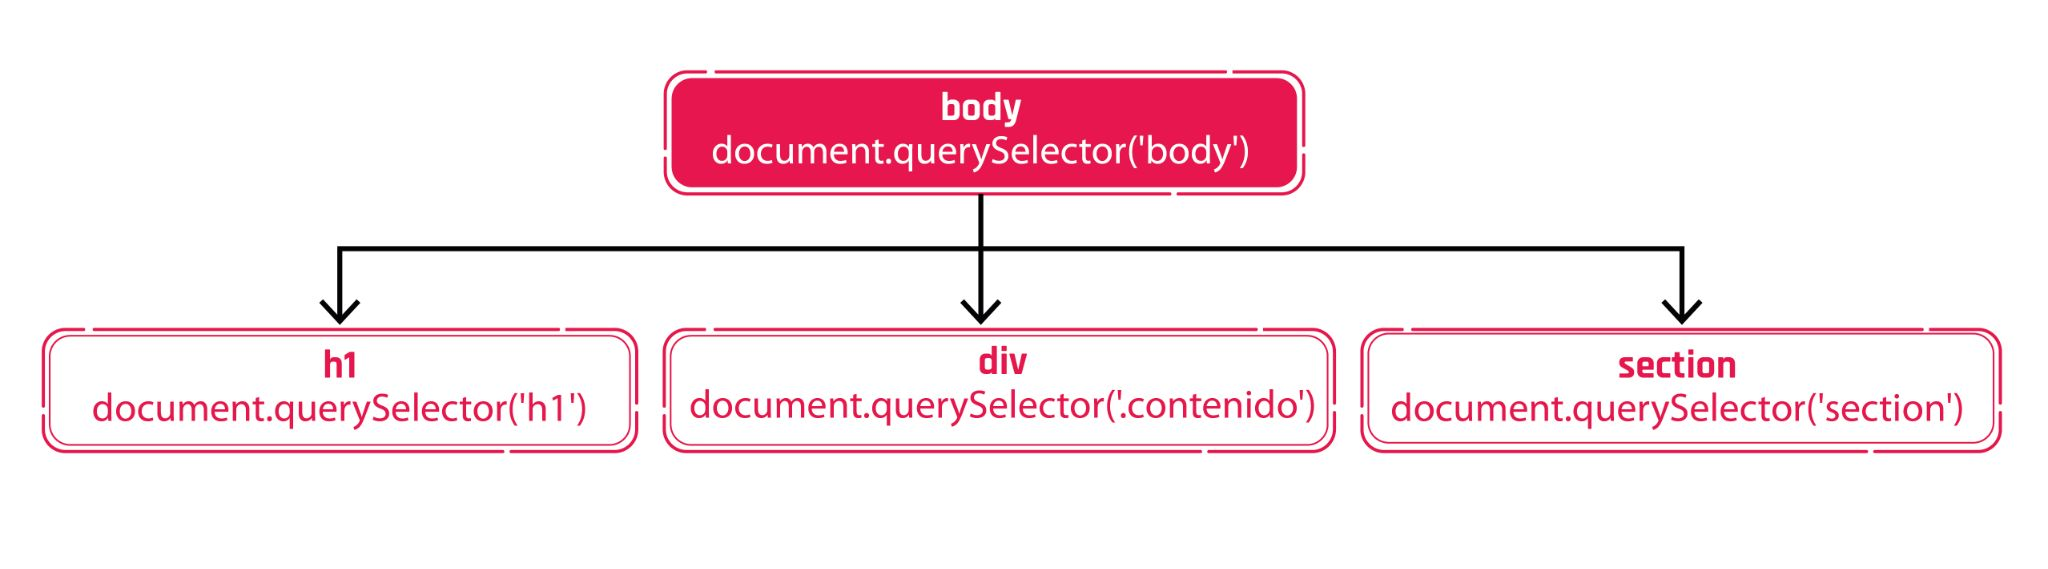 body
document.querySelector('body')
h1
document.querySelector('h1')
div
document.querySelector('.contenido')
section
document.querySelector('section')